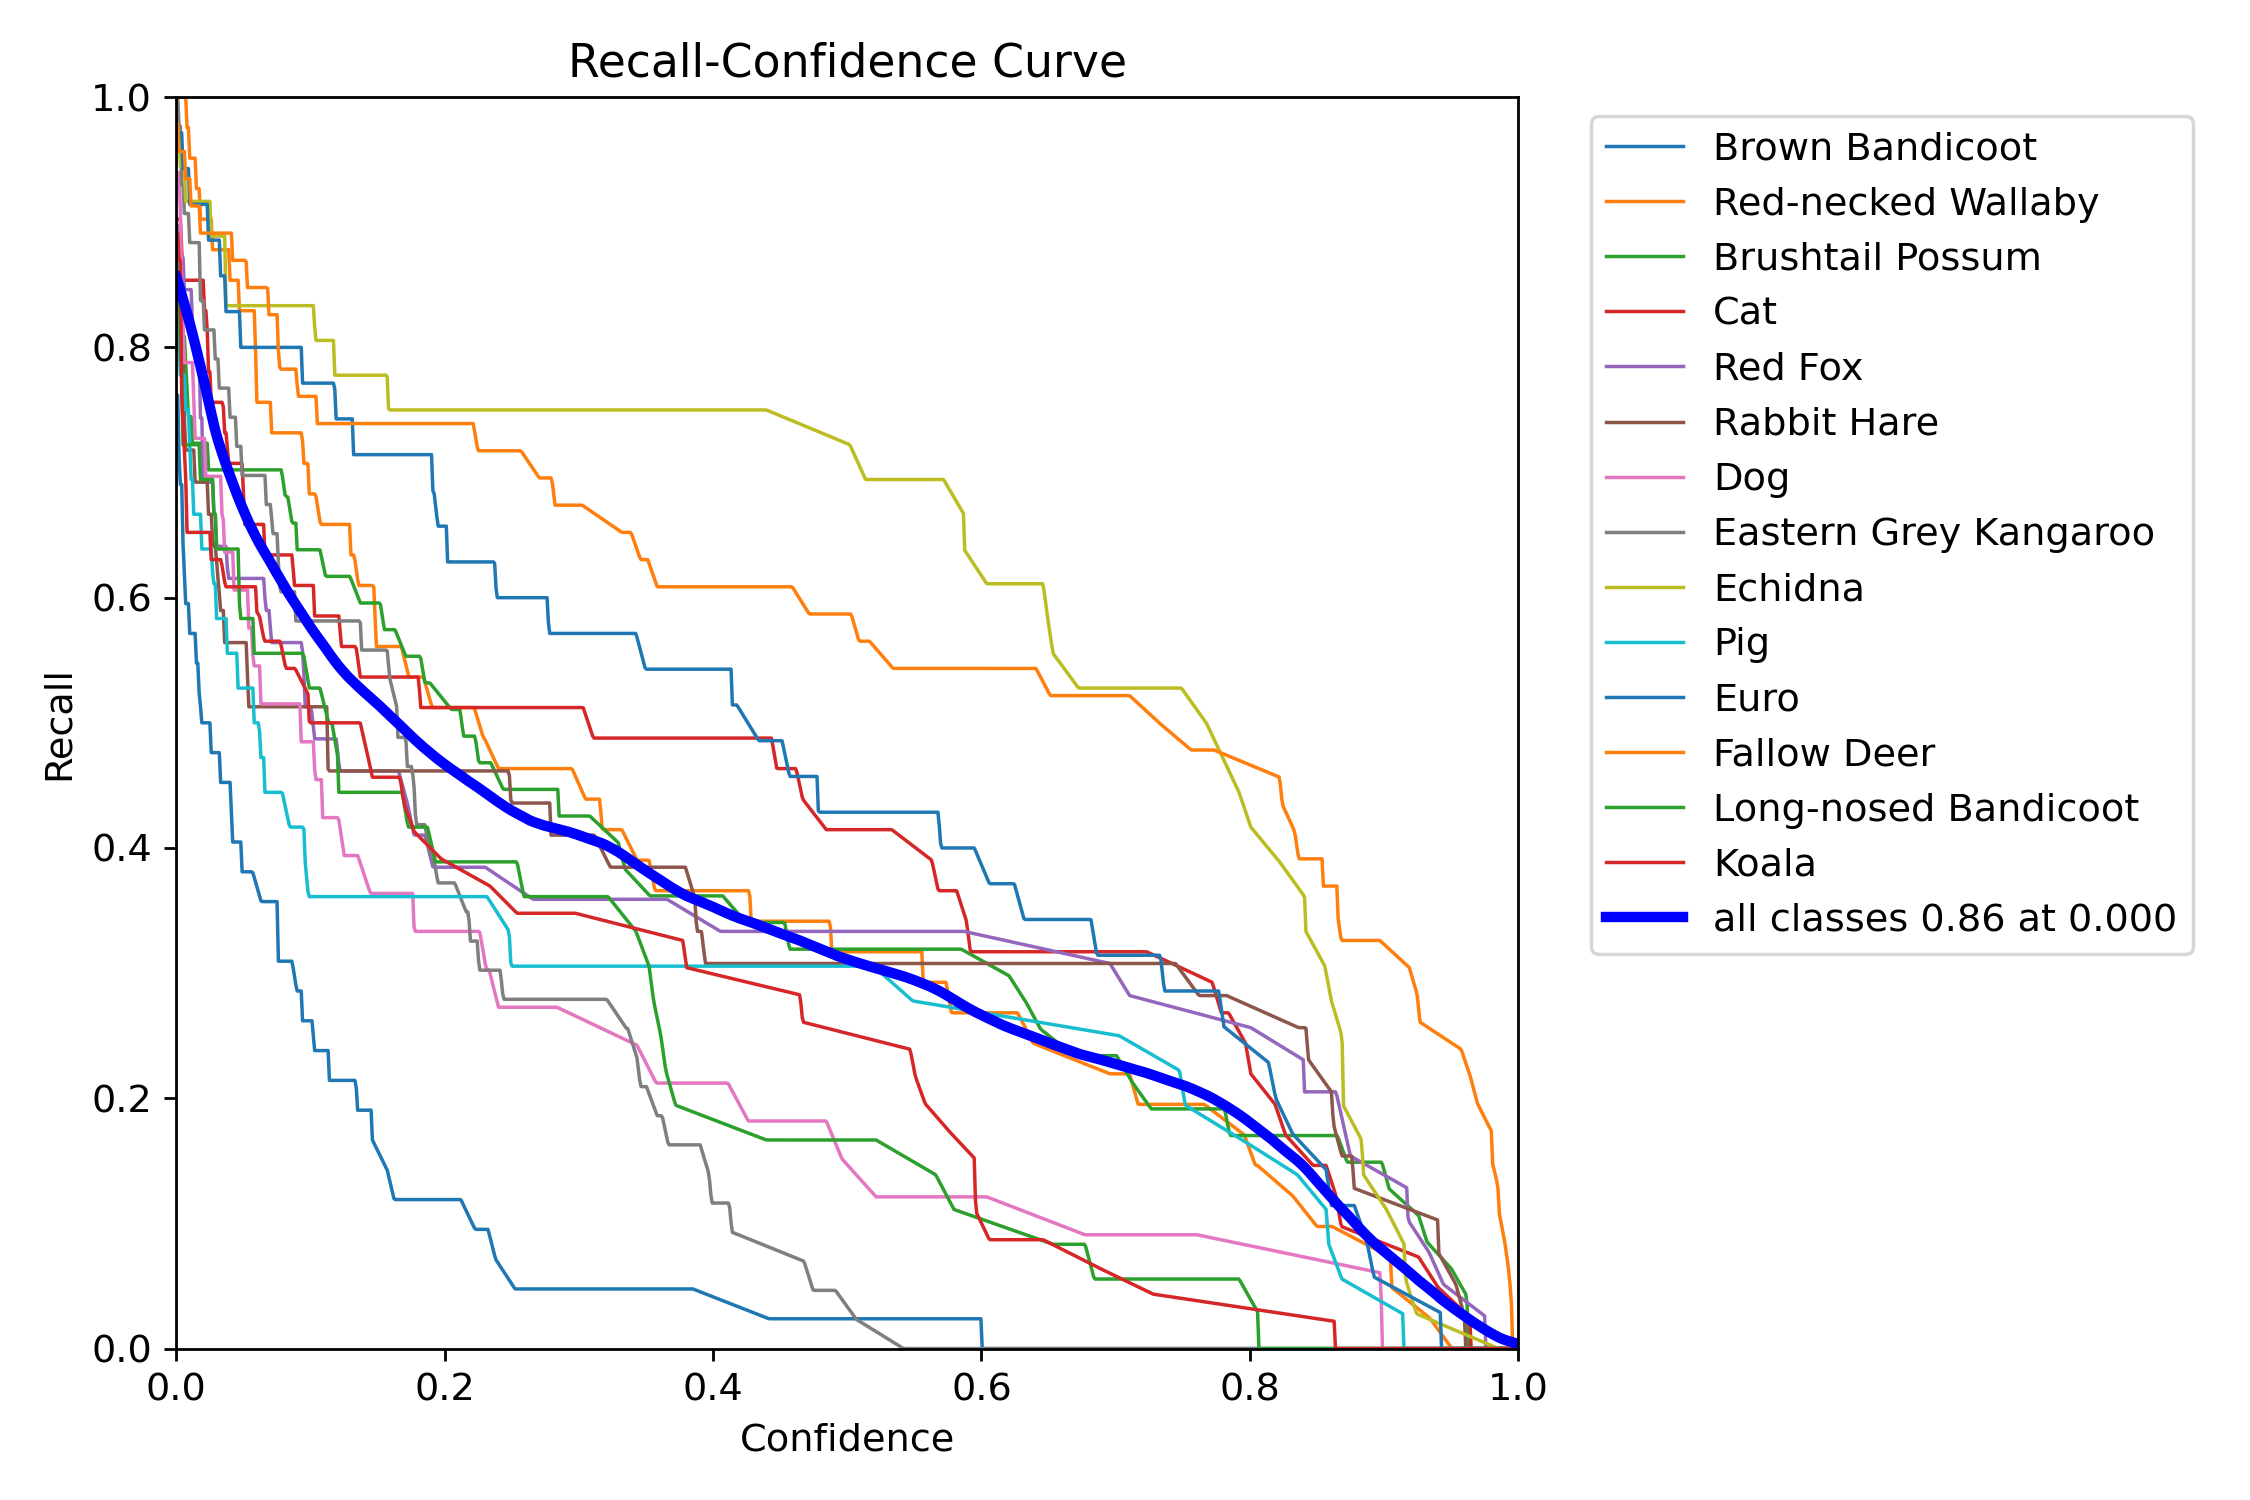 Recall-Confidence Curve
1.0
0.8
0.6
0.4
0.2
0.0
Recall
0.0 0.2 0.4 0.6 0.8 1.0
Confidence
Brown Bandicoot
Red-necked Wallaby
Brushtail Possum
Cat
Red Fox
Rabbit Hare
Dog
Eastern Grey Kangaroo
Echidna
Pig
Euro
Fallow Deer
Long-nosed Bandicoot
Koala
all classes 0.86 at 0.000